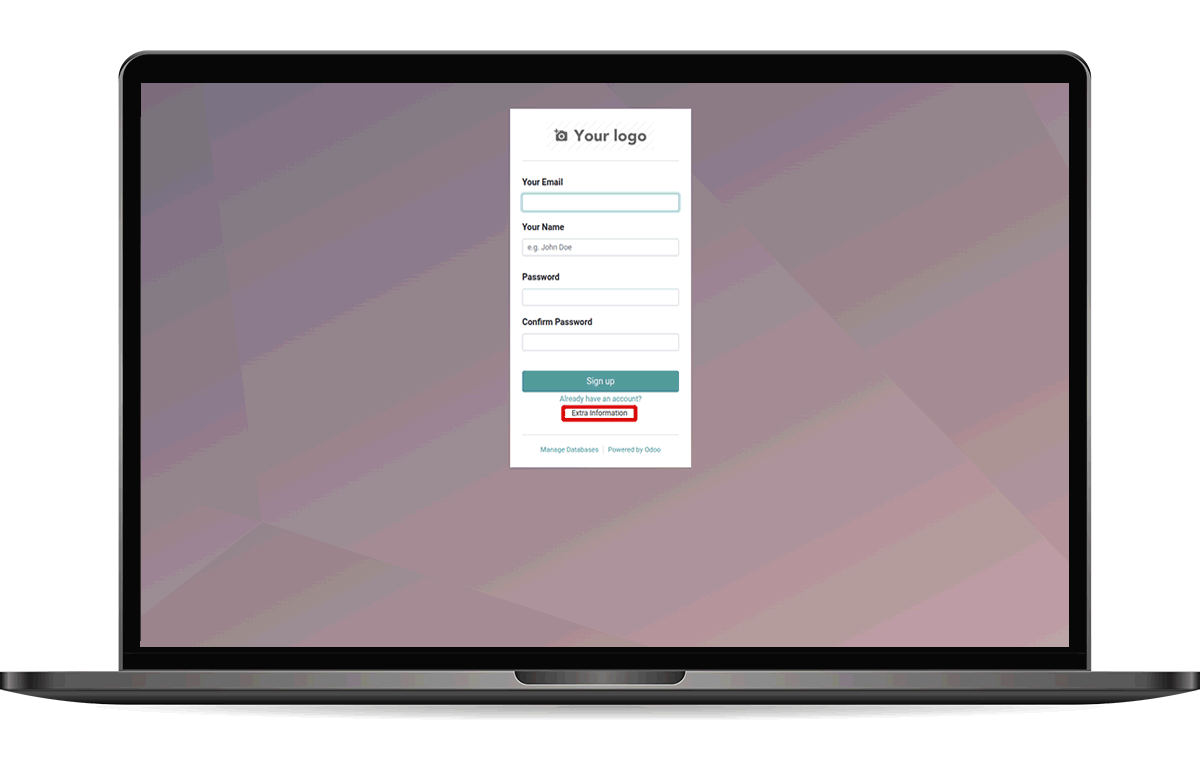 Your logo
Your Email
Your Name
e.g. John Doe
Password
Confirm Password
Sign up
Already have an account?
Extra Information
Manage Databases | Powered by Odoo